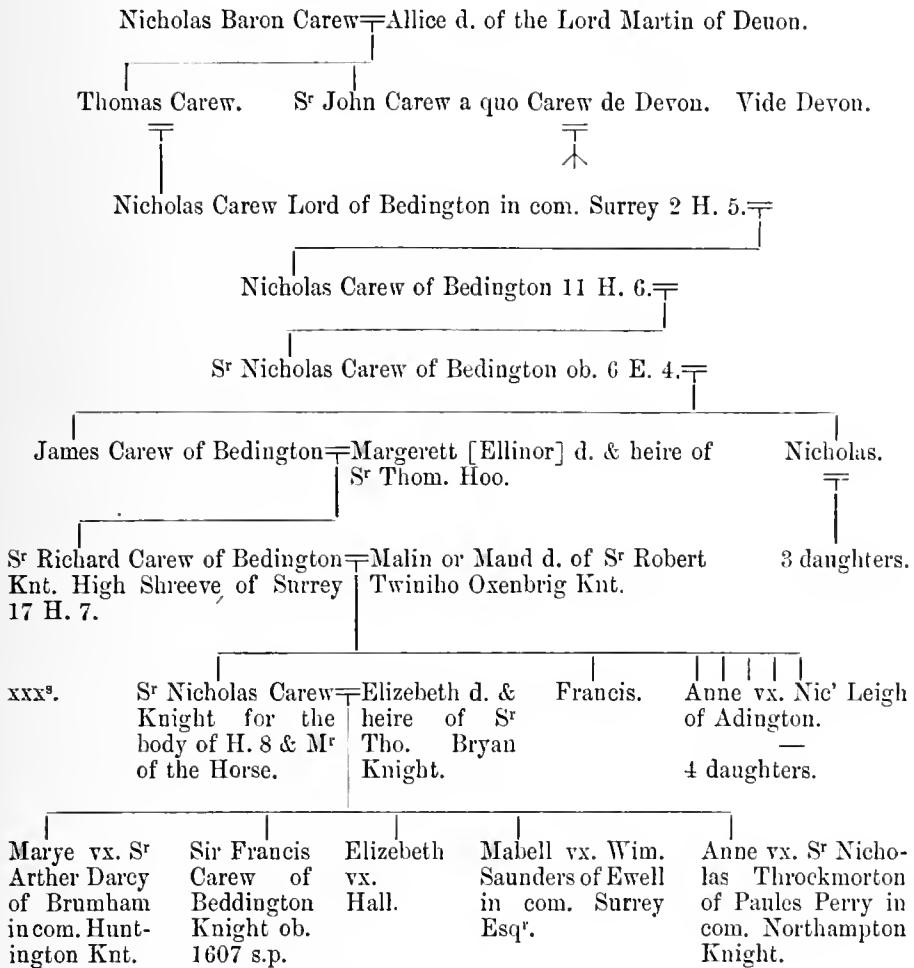 Nicholas Baron Carew=Allice d. of the Lord Martin of Deuon.
Thomas Carew. Sʳ John Carew a quo Carew de Devon. Vide Devon.
Nicholas Carew Lord of Bedington in com. Surrey 2 H. 5.=
Nicholas Carew of Bedington 11 H. 6.=
Sʳ Nicholas Carew of Bedington ob. 6 E. 4.=
James Carew of Bedington=Margerett [Ellinor] d. & heire of
Sʳ Thom. Hoo.
Nicholas.
Sʳ Richard Carew of Bedington=Malin or Maud d. of Sʳ Robert
Knt. High Shreeve of Surrey Twiniho Oxenbrig Knt.
17 H. 7.
3 daughters.
xxxˢ.
Sʳ Nicholas Carew=
Knight for the
body of H. 8 & Mʳ
of the Horse.
Elizebeth d. &
heire of Sʳ
Tho. Bryan
Knight.
Francis.
Anne vx. Nic' Leigh
of Adington.
—
4 daughters.
Marye vx. Sʳ
Arther Darcy
of Brumham
in com. Hunt-
ington Knt.
Sir Francis
Carew of
Beddington
Knight ob.
1607 s.p.
Elizebeth
vx.
Hall.
Mabell vx. Wim.
Saunders of Ewell
in com. Surrey
Esqʳ.
Anne vx. Sʳ Nicho-
las Throckmorton
of Paules Perry in
com. Northampton
Knight.